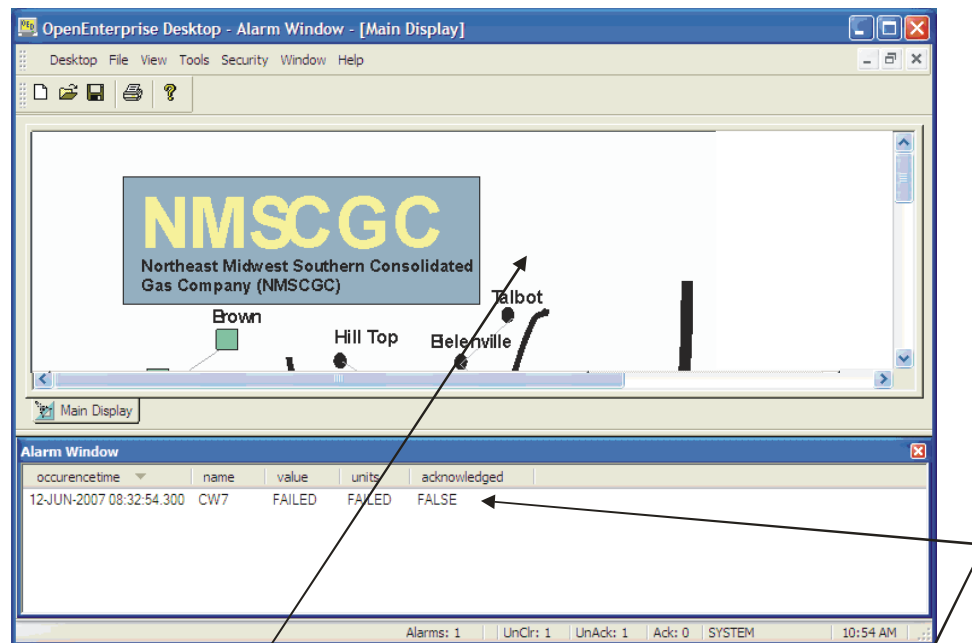 OpenEnterprise Desktop - Alarm Window - [Main Display]
Desktop File View Tools Security Window Help
NMSCGC
Northeast Midwest Southern Consolidated
Gas Company (NMSCGC)
Talbot
Brown
Hill Top
Belenville
Main Display
Alarm Window
occurencetime name value units acknowledged
12-JUN-2007 08:32:54.300 CW7 FAILED FAILED FALSE
Alarms: 1 UnClr: 1 UnAck: 1 Ack: 0 SYSTEM 10:54 AM